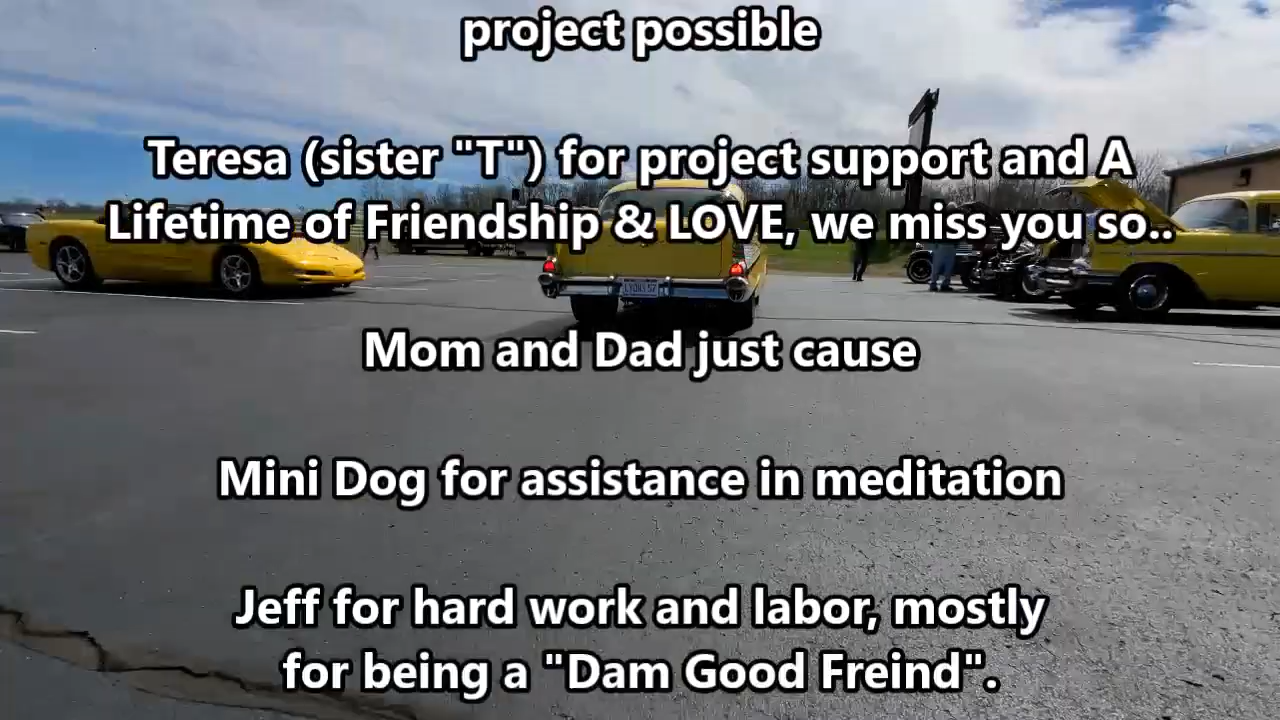 project possible
Teresa (sister "T") for project support and A
Lifetime of Friendship & LOVE, we miss you so..
Mom and Dad just cause
Mini Dog for assistance in meditation
Jeff for hard work and labor, mostly
for being a "Dam Good Freind".